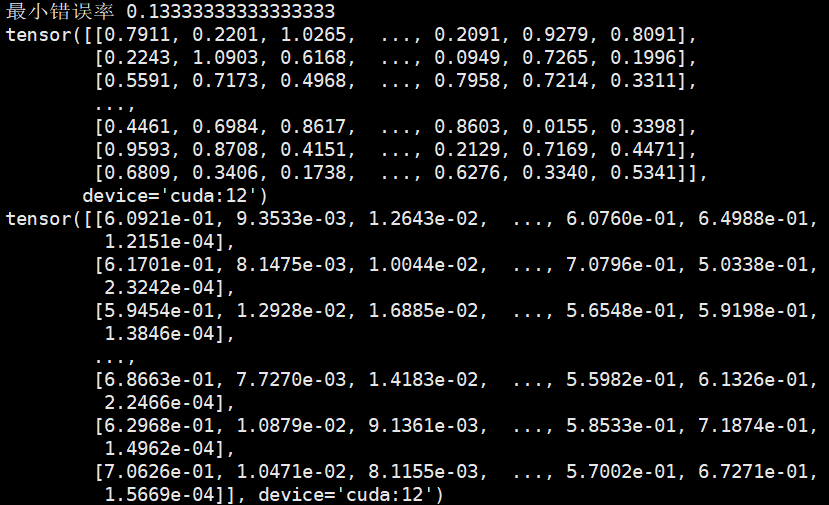 最小错误率 0.13333333333333333
tensor([[0.7911, 0.2201, 1.0265,  ..., 0.2091, 0.9279, 0.8091],
        [0.2243, 1.0903, 0.6168,  ..., 0.0949, 0.7265, 0.1996],
        [0.5591, 0.7173, 0.4968,  ..., 0.7958, 0.7214, 0.3311],
        ...,
        [0.4461, 0.6984, 0.8617,  ..., 0.8603, 0.0155, 0.3398],
        [0.9593, 0.8708, 0.4151,  ..., 0.2129, 0.7169, 0.4471],
        [0.6809, 0.3406, 0.1738,  ..., 0.6276, 0.3340, 0.5341]],
       device='cuda:12')
tensor([[6.0921e-01, 9.3533e-03, 1.2643e-02,  ..., 6.0760e-01, 6.4988e-01,
         1.2151e-04],
        [6.1701e-01, 8.1475e-03, 1.0044e-02,  ..., 7.0796e-01, 5.0338e-01,
         2.3242e-04],
        [5.9454e-01, 1.2928e-02, 1.6885e-02,  ..., 5.6548e-01, 5.9198e-01,
         1.3846e-04],
        ...,
        [6.8663e-01, 7.7270e-03, 1.4183e-02,  ..., 5.5982e-01, 6.1326e-01,
         2.2466e-04],
        [6.2968e-01, 1.0879e-02, 9.1361e-03,  ..., 5.8533e-01, 7.1874e-01,
         1.4962e-04],
        [7.0626e-01, 1.0471e-02, 8.1155e-03,  ..., 5.7002e-01, 6.7271e-01,
         1.5669e-04]], device='cuda:12')